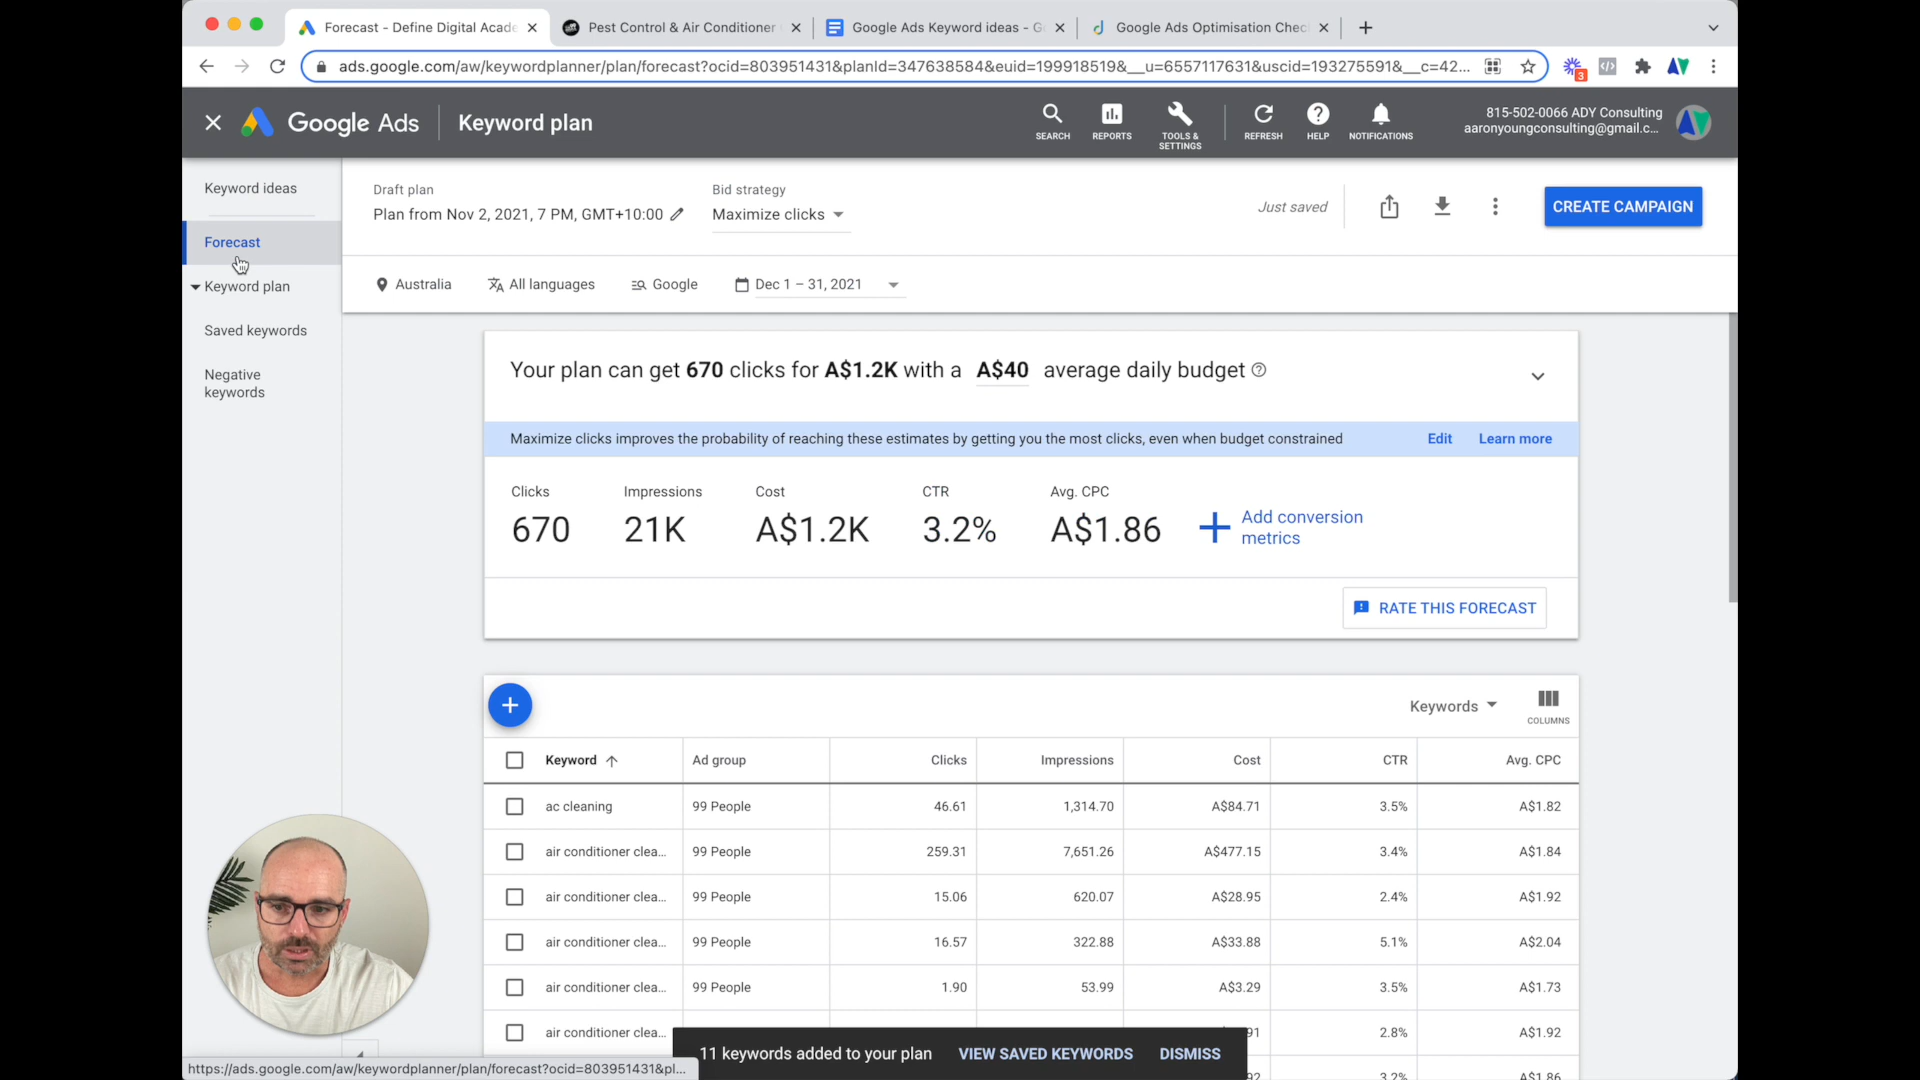 Forecast - Define Digital Acade
Pest Control & Air Conditioner
Google Ads Keyword ideas - G
Google Ads Optimisation Chec
ads.google.com/aw/keywordplanner/plan/forecast?ocid=803951431&planId=347638584&euid=199918519&__u=6557117631&uscid=193275591&__c=42...
3
Google Ads
Keyword plan
SEARCH
REPORTS
TOOLS & SETTINGS
REFRESH
HELP
NOTIFICATIONS
815-502-0066 ADY Consulting
aaronyoungconsulting@gmail.c...
Keyword ideas
Forecast
Keyword plan
Saved keywords
Negative
keywords
Draft plan
Plan from Nov 2, 2021, 7 PM, GMT+10:00
Bid strategy
Maximize clicks
Just saved
CREATE CAMPAIGN
Australia
All languages
Google
Dec 1 – 31, 2021
Your plan can get 670 clicks for A$1.2K with a A$40 average daily budget
Maximize clicks improves the probability of reaching these estimates by getting you the most clicks, even when budget constrained
Edit
Learn more
Clicks Impressions Cost CTR Avg. CPC
670 21K A$1.2K 3.2% A$1.86
Add conversion
metrics
RATE THIS FORECAST
Keywords
COLUMNS
Keyword Ad group Clicks Impressions Cost CTR Avg. CPC
ac cleaning 99 People 46.61 1,314.70 A$84.71 3.5% A$1.82
air conditioner clea... 99 People 259.31 7,651.26 A$477.15 3.4% A$1.84
air conditioner clea... 99 People 15.06 620.07 A$28.95 2.4% A$1.92
air conditioner clea... 99 People 16.57 322.88 A$33.88 5.1% A$2.04
air conditioner clea... 99 People 1.90 53.99 A$3.29 3.5% A$1.73
air conditioner clea... 91 2.8% A$1.92
11 keywords added to your plan
VIEW SAVED KEYWORDS
DISMISS
https://ads.google.com/aw/keywordplanner/plan/forecast?ocid=803951431&pl...
92 3.2% A$1.86